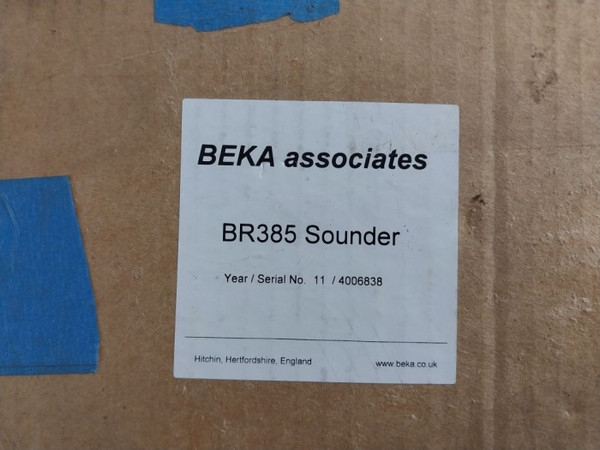 BEKA associates
BR385 Sounder
Year / Serial No. 11 / 4006838
Hitchin, Hertfordshire, England www.beka.co.uk